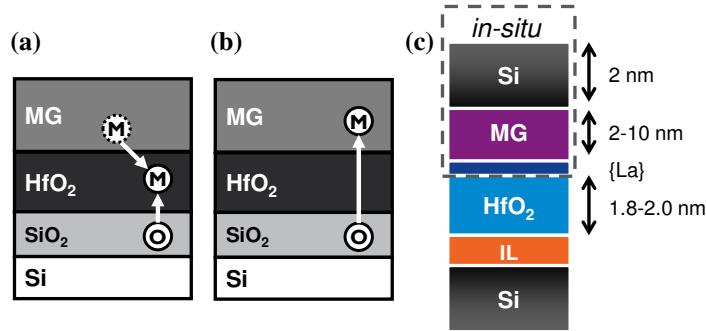 (a)
MG
M
HfO₂
M
SiO₂
O
Si
(b)
MG
M
HfO₂
SiO₂
O
Si
(c)
in-situ
Si
2 nm
MG
2-10 nm
{La}
HfO₂
1.8-2.0 nm
IL
Si